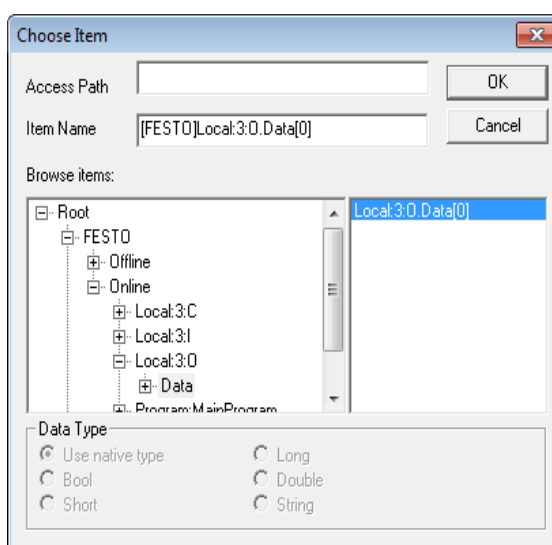 Choose Item
Access Path
OK
Item Name [FESTO]Local:3:O.Data[0]
Cancel
Browse items:
Root
Local:3:O.Data[0]
FESTO
Offline
Online
Local:3:C
Local:3:I
Local:3:O
Data
Program:MainProgram
Data Type
Use native type Long
Bool Double
Short String